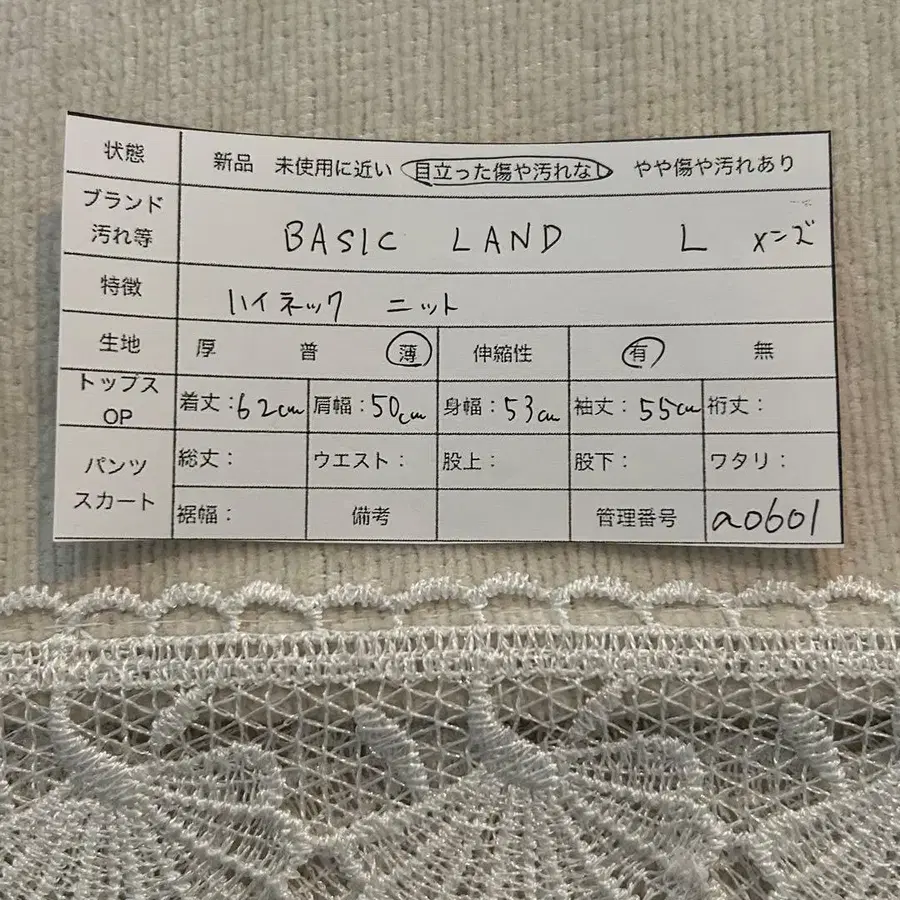 状態 新品 未使用に近い 目立った傷や汚れなし やや傷や汚れあり
ブランド
汚れ等 BASIC LAND L メンズ
特徴 ハイネック ニット
生地 厚 普 薄 伸縮性 有 無
トップス
OP 着丈:62cm 肩幅:50cm 身幅:53cm 袖丈:55cm 裄丈:
パンツ
スカート 総丈: ウエスト: 股上: 股下: ワタリ:
裾幅: 備考 管理番号 a0601